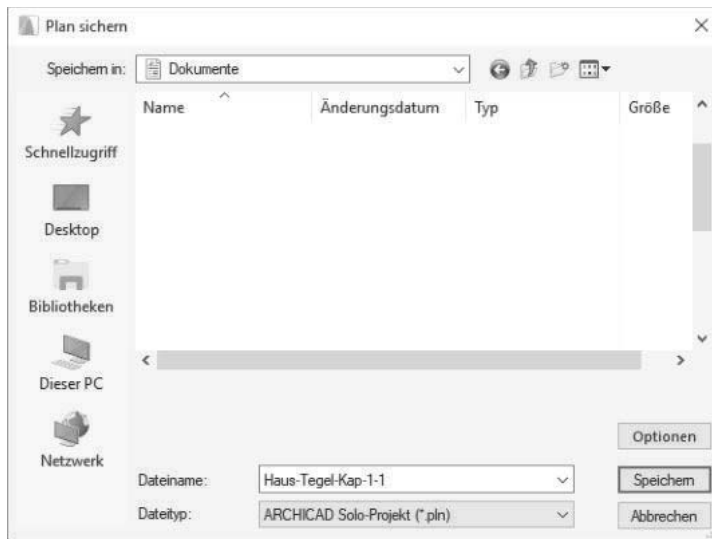 Plan sichern
Speichern in: Dokumente
Name Änderungsdatum Typ Größe
Schnellzugriff
Desktop
Bibliotheken
Dieser PC
Netzwerk
Optionen
Dateiname: Haus-Tegel-Kap-1-1 Speichern
Dateityp: ARCHICAD Solo-Projekt (*.pln) Abbrechen